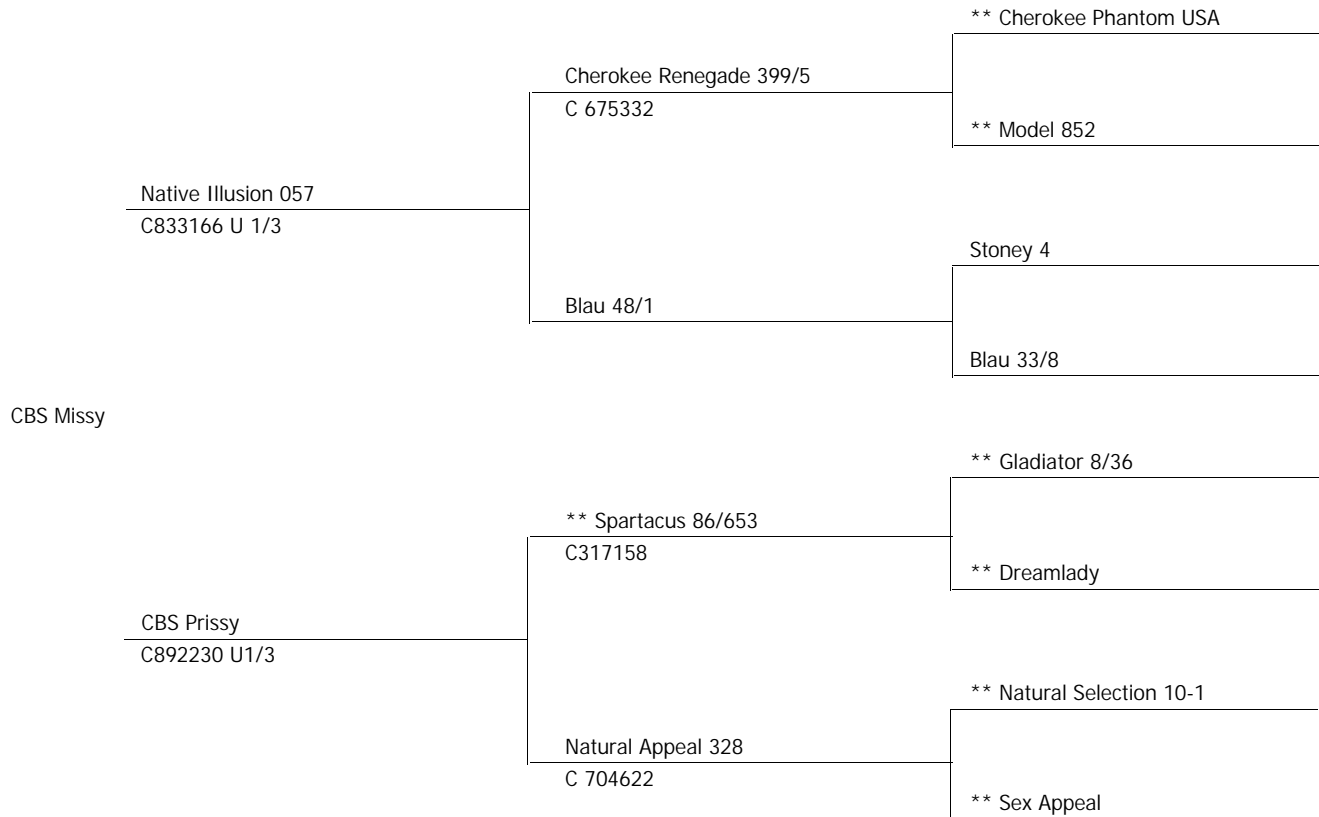 ** Cherokee Phantom USA
Cherokee Renegade 399/5
C 675332
** Model 852
Native Illusion 057
C833166 U 1/3
Stoney 4
Blau 48/1
Blau 33/8
CBS Missy
** Gladiator 8/36
** Spartacus 86/653
C317158
** Dreamlady
CBS Prissy
C892230 U1/3
** Natural Selection 10-1
Natural Appeal 328
C 704622
** Sex Appeal